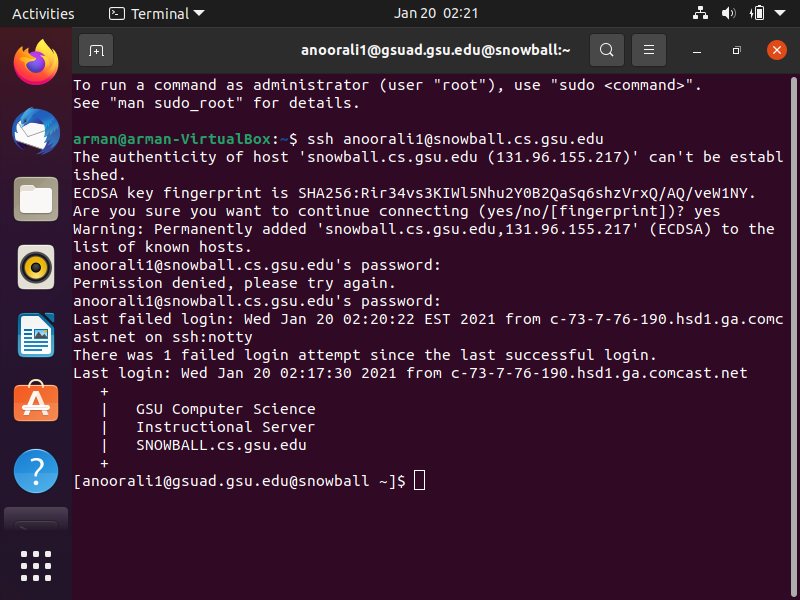 Activities
Terminal
Jan 20 02:21
anoorali1@gsuad.gsu.edu@snowball:~
To run a command as administrator (user "root"), use "sudo <command>".
See "man sudo_root" for details.
arman@arman-VirtualBox:~$ ssh anoorali1@snowball.cs.gsu.edu
The authenticity of host 'snowball.cs.gsu.edu (131.96.155.217)' can't be establ
ished.
ECDSA key fingerprint is SHA256:Rir34vs3KIWl5Nhu2Y0B2QaSq6shzVrxQ/AQ/veW1NY.
Are you sure you want to continue connecting (yes/no/[fingerprint])? yes
Warning: Permanently added 'snowball.cs.gsu.edu,131.96.155.217' (ECDSA) to the
list of known hosts.
anoorali1@snowball.cs.gsu.edu's password:
Permission denied, please try again.
anoorali1@snowball.cs.gsu.edu's password:
Last failed login: Wed Jan 20 02:20:22 EST 2021 from c-73-7-76-190.hsd1.ga.comc
ast.net on ssh:notty
There was 1 failed login attempt since the last successful login.
Last login: Wed Jan 20 02:17:30 2021 from c-73-7-76-190.hsd1.ga.comcast.net
+
| GSU Computer Science
| Instructional Server
| SNOWBALL.cs.gsu.edu
+
[anoorali1@gsuad.gsu.edu@snowball ~]$